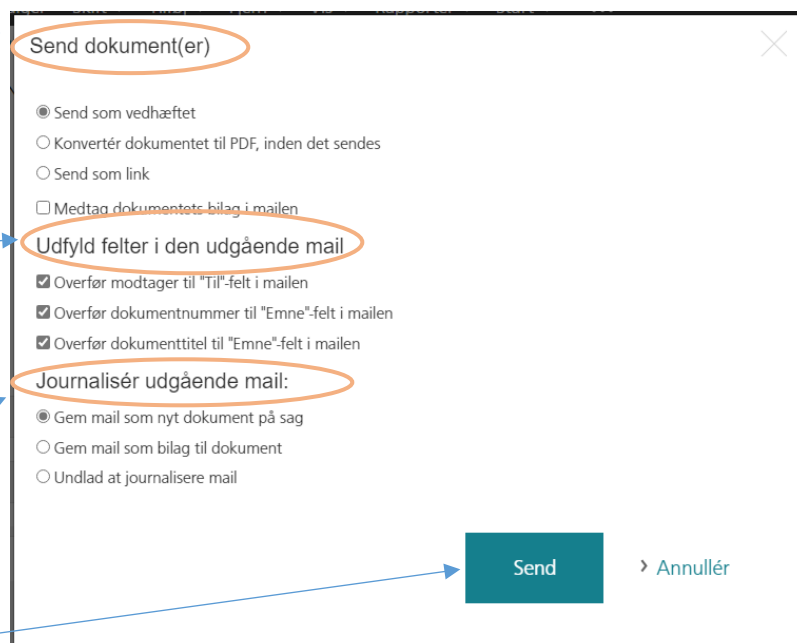 Send dokument(er)
Send som vedhæftet
Konvertér dokumentet til PDF, inden det sendes
Send som link
Medtag dokumentets bilag i mailen
Udfyld felter i den udgående mail
Overfør modtager til "Til"-felt i mailen
Overfør dokumentnummer til "Emne"-felt i mailen
Overfør dokumenttitel til "Emne"-felt i mailen
Journalisér udgående mail:
Gem mail som nyt dokument på sag
Gem mail som bilag til dokument
Undlad at journalisere mail
Send
Annullér